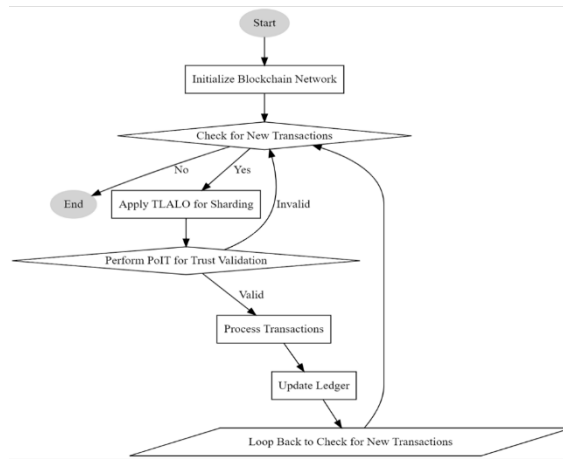 Start
Initialize Blockchain Network
Check for New Transactions
No
Yes
End
Apply TLALO for Sharding
Invalid
Perform PoIT for Trust Validation
Valid
Process Transactions
Update Ledger
Loop Back to Check for New Transactions